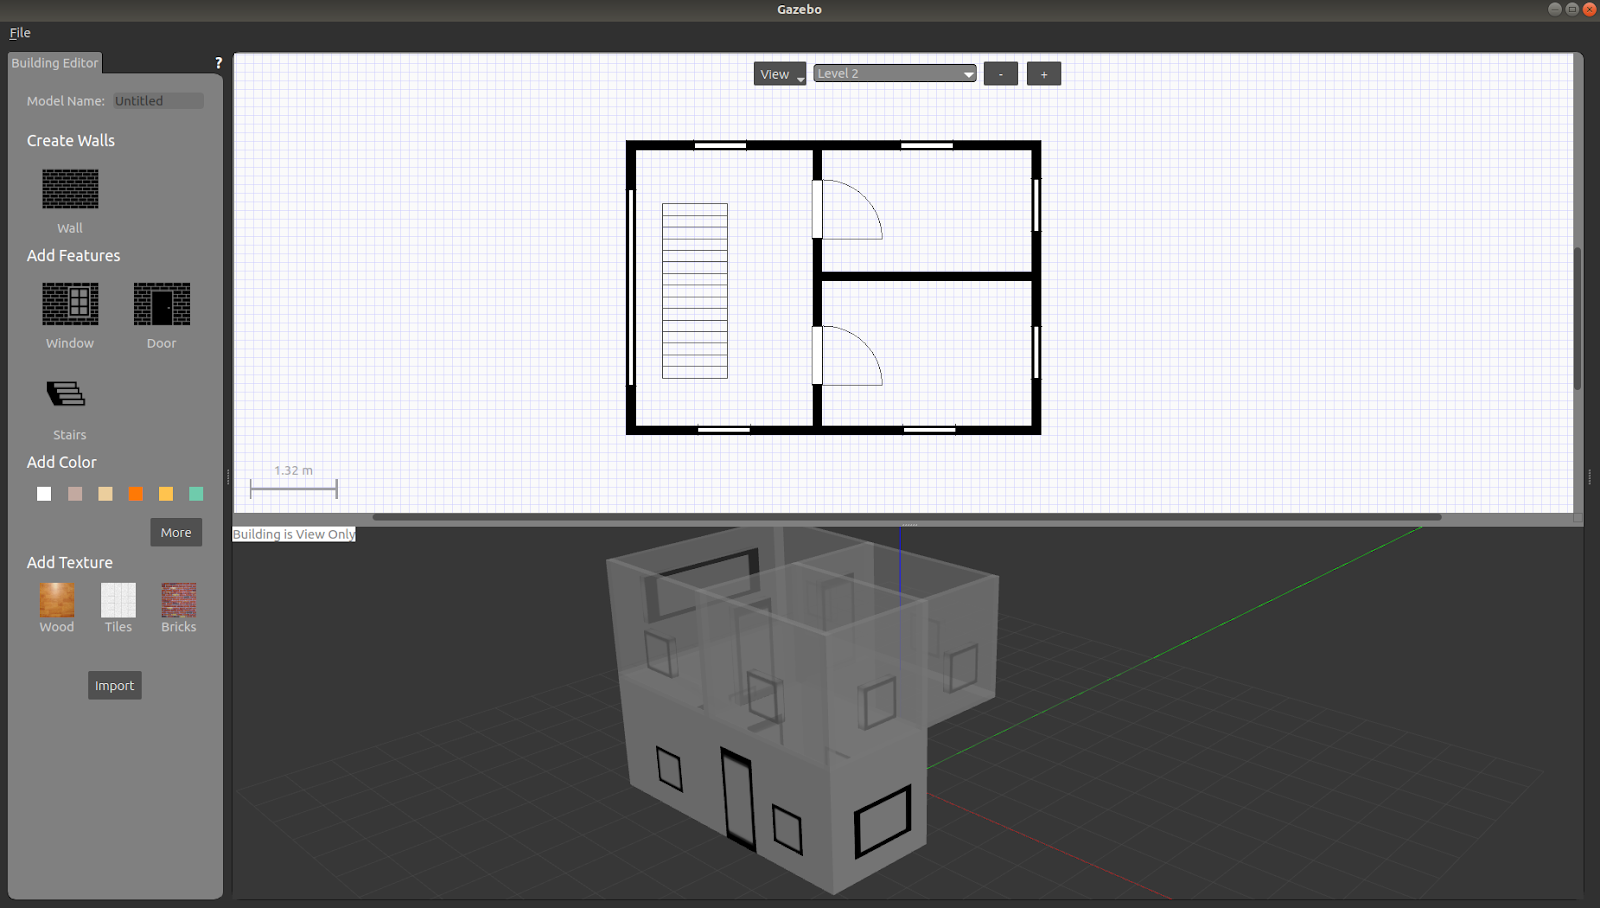 Gazebo
File
Building Editor
?
Model Name: Untitled
Create Walls
Wall
Add Features
Window Door
Stairs
Add Color
More
Add Texture
Wood Tiles Bricks
Import
View Level 2 - +
1.32 m
Building is View Only